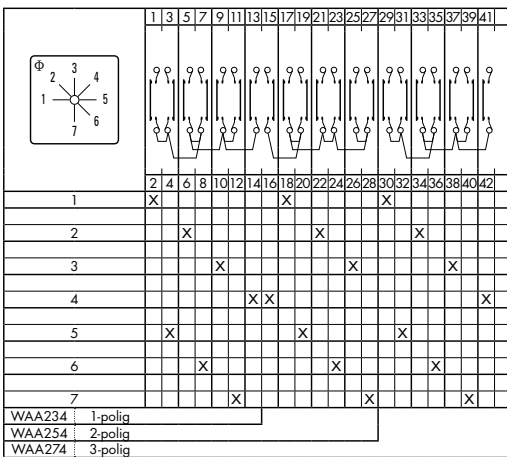 1 3 5 7 9 11 13 15 17 19 21 23 25 27 29 31 33 35 37 39 41
Φ
3
2 4
1 5
6
7
2 4 6 8 10 12 14 16 18 20 22 24 26 28 30 32 34 36 38 40 42
1 X X X
2 X X X
3 X X X
4 X X X
5 X X X
6 X X X
7 X X X
WAA234 1-polig
WAA254 2-polig
WAA274 3-polig